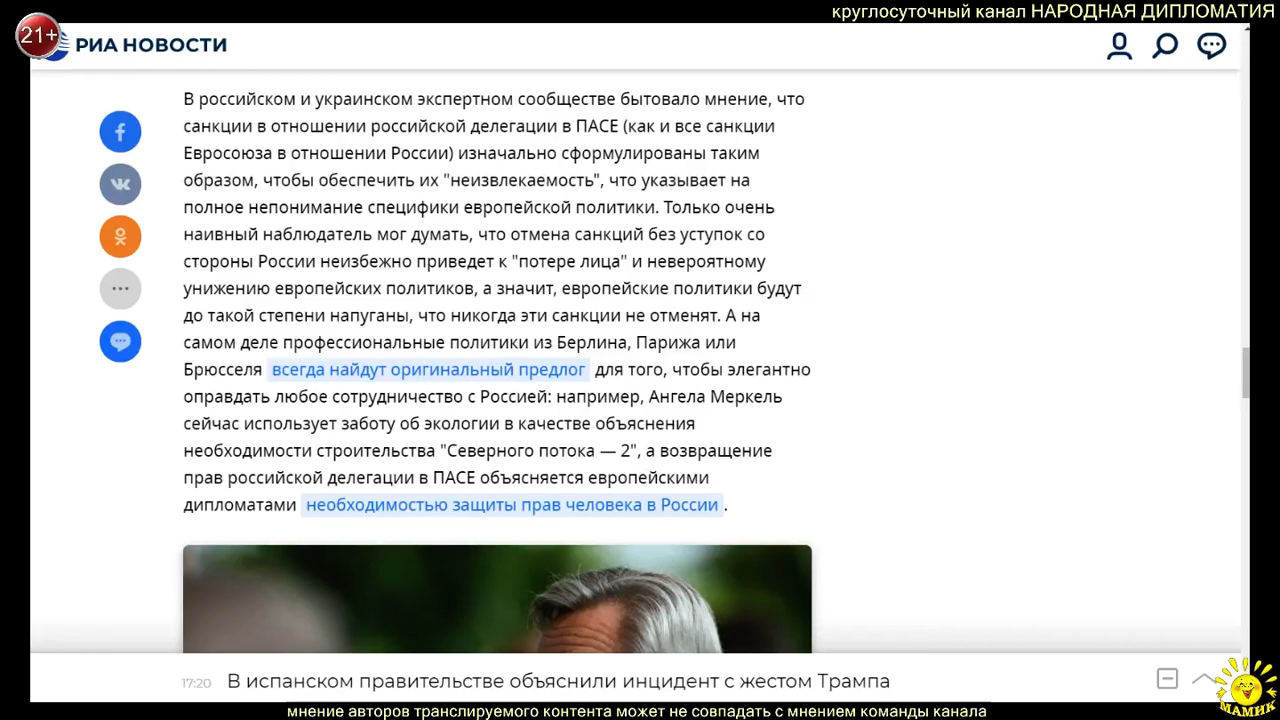 круглосуточный канал НАРОДНАЯ ДИПЛОМАТИЯ
21+
РИА НОВОСТИ
В российском и украинском экспертном сообществе бытовало мнение, что
санкции в отношении российской делегации в ПАСЕ (как и все санкции
Евросоюза в отношении России) изначально сформулированы таким
образом, чтобы обеспечить их "неизвлекаемость", что указывает на
полное непонимание специфики европейской политики. Только очень
наивный наблюдатель мог думать, что отмена санкций без уступок со
стороны России неизбежно приведет к "потере лица" и невероятному
унижению европейских политиков, а значит, европейские политики будут
до такой степени напуганы, что никогда эти санкции не отменят. А на
самом деле профессиональные политики из Берлина, Парижа или
Брюсселя всегда найдут оригинальный предлог для того, чтобы элегантно
оправдать любое сотрудничество с Россией: например, Ангела Меркель
сейчас использует заботу об экологии в качестве объяснения
необходимости строительства "Северного потока — 2", а возвращение
прав российской делегации в ПАСЕ объясняется европейскими
дипломатами необходимостью защиты прав человека в России .
17:20 В испанском правительстве объяснили инцидент с жестом Трампа
МАМИК
мнение авторов транслируемого контента может не совпадать с мнением команды канала